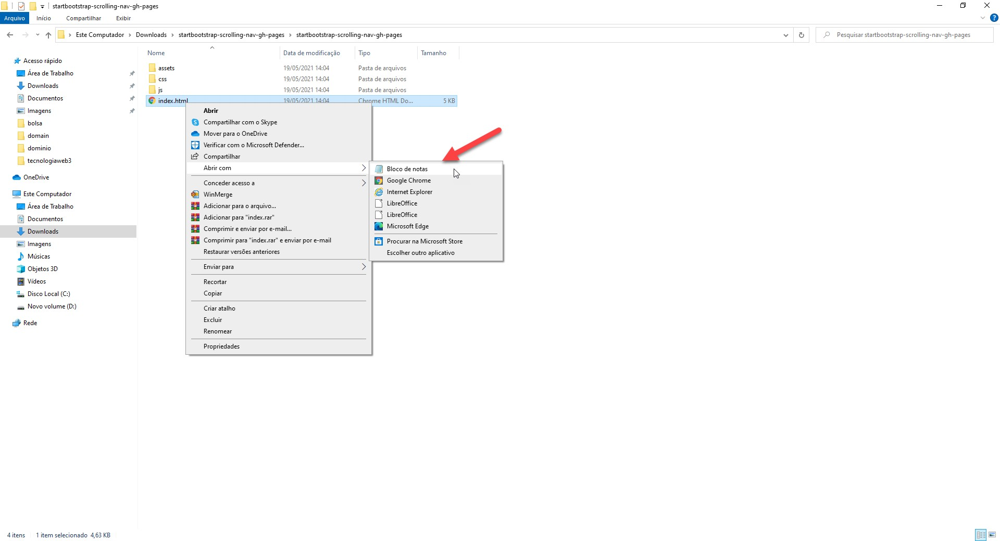 startbootstrap-scrolling-nav-gh-pages
Arquivo Início Compartilhar Exibir
Este Computador Downloads startbootstrap-scrolling-nav-gh-pages startbootstrap-scrolling-nav-gh-pages
Pesquisar startbootstrap-scrolling-nav-gh-pages
Acesso rápido
Área de Trabalho
Downloads
Documentos
Imagens
bolsa
domain
dominio
tecnologiaweb3
OneDrive
Este Computador
Área de Trabalho
Documentos
Downloads
Imagens
Músicas
Objetos 3D
Vídeos
Disco Local (C:)
Novo volume (D:)
Rede
Nome Data de modificação Tipo Tamanho
assets 19/05/2021 14:04 Pasta de arquivos
css 19/05/2021 14:04 Pasta de arquivos
js 19/05/2021 14:04 Pasta de arquivos
index.html 19/05/2021 14:04 Chrome HTML Do... 5 KB
Abrir
Compartilhar com o Skype
Mover para o OneDrive
Verificar com o Microsoft Defender...
Compartilhar
Abrir com
Conceder acesso a
WinMerge
Adicionar para o arquivo...
Adicionar para "index.rar"
Comprimir e enviar por e-mail...
Comprimir para "index.rar" e enviar por e-mail
Restaurar versões anteriores
Enviar para
Recortar
Copiar
Criar atalho
Excluir
Renomear
Propriedades
Bloco de notas
Google Chrome
Internet Explorer
LibreOffice
LibreOffice
Microsoft Edge
Procurar na Microsoft Store
Escolher outro aplicativo
4 itens 1 item selecionado 4,63 KB